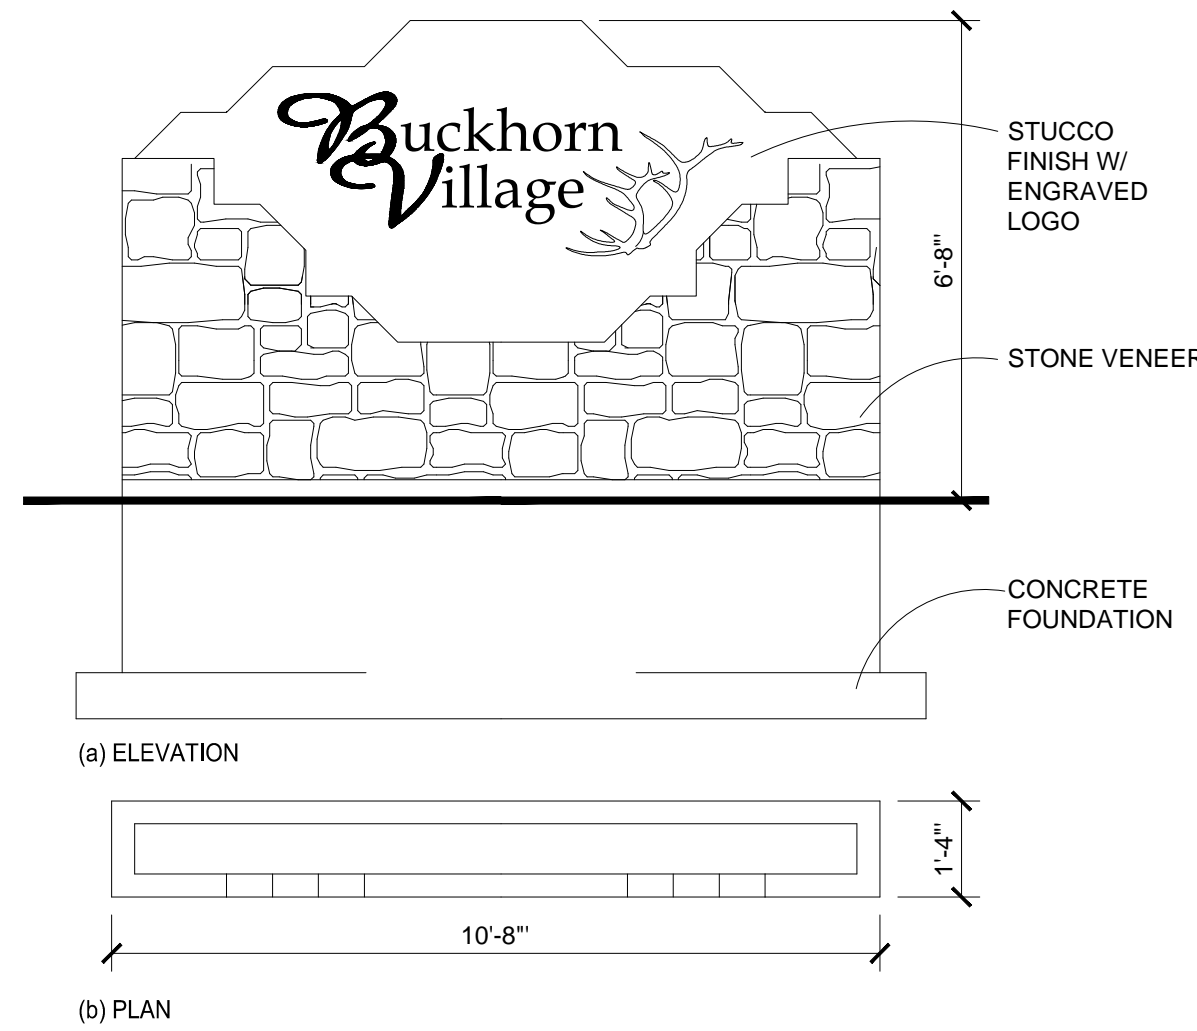 Buckhorn
Village
STUCCO
FINISH W/
ENGRAVED
LOGO
6'-8"'
STONE VENEER
CONCRETE
FOUNDATION
(a) ELEVATION
1'-4"'
10'-8"'
(b) PLAN